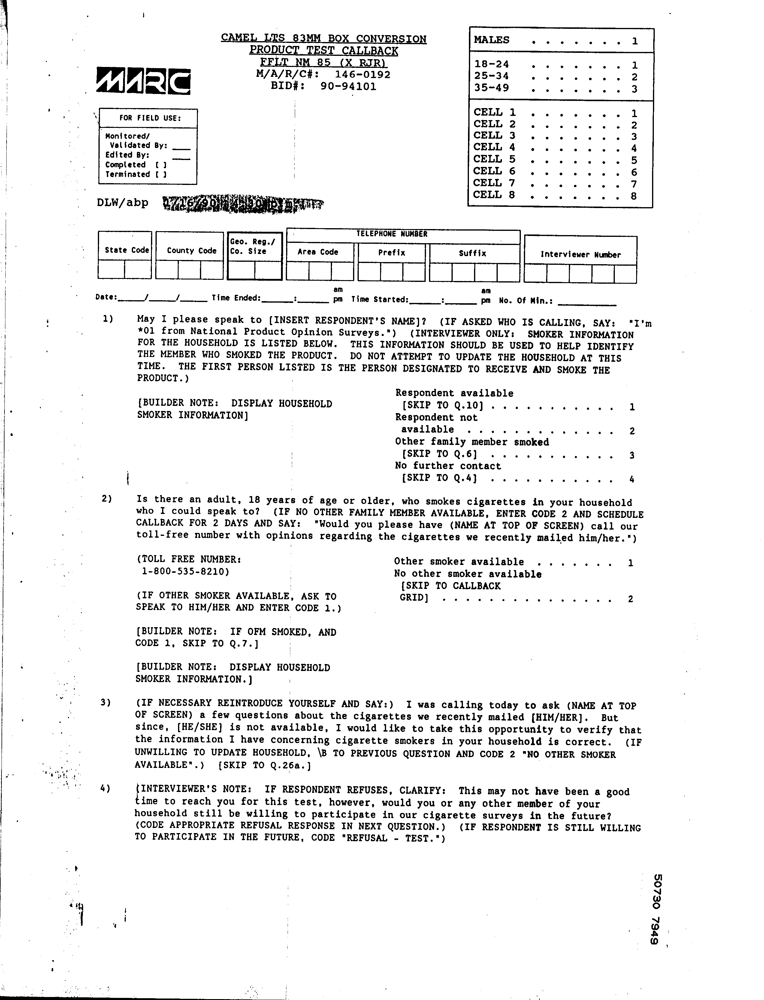 CAMEL LTS 83MM BOX CONVERSION
PRODUCT TEST CALLBACK
FFLT NM 85 (X RJR)
M/A/R/C#: 146-0192
BID#: 90-94101
MARC
MALES . . . . . . . 1
18-24 . . . . . . . 1
25-34 . . . . . . . 2
35-49 . . . . . . . 3
CELL 1 . . . . . . . 1
CELL 2 . . . . . . . 2
CELL 3 . . . . . . . 3
CELL 4 . . . . . . . 4
CELL 5 . . . . . . . 5
CELL 6 . . . . . . . 6
CELL 7 . . . . . . . 7
CELL 8 . . . . . . . 8
FOR FIELD USE:
Monitored/
Validated By: ____
Edited By: ____
Completed [ ]
Terminated [ ]
DLW/abp
TELEPHONE NUMBER
State Code County Code Geo. Reg./ Co. Size Area Code Prefix Suffix Interviewer Number
Date:_____/_____/_____ Time Ended:______:______ am pm Time Started:______:______ am pm No. Of Min.: __________
1) May I please speak to [INSERT RESPONDENT'S NAME]? (IF ASKED WHO IS CALLING, SAY: "I'm
*01 from National Product Opinion Surveys.") (INTERVIEWER ONLY: SMOKER INFORMATION
FOR THE HOUSEHOLD IS LISTED BELOW. THIS INFORMATION SHOULD BE USED TO HELP IDENTIFY
THE MEMBER WHO SMOKED THE PRODUCT. DO NOT ATTEMPT TO UPDATE THE HOUSEHOLD AT THIS
TIME. THE FIRST PERSON LISTED IS THE PERSON DESIGNATED TO RECEIVE AND SMOKE THE
PRODUCT.)
[BUILDER NOTE: DISPLAY HOUSEHOLD
SMOKER INFORMATION]
Respondent available
[SKIP TO Q.10] . . . . . . . . . . . 1
Respondent not
available . . . . . . . . . . . . . 2
Other family member smoked
[SKIP TO Q.6] . . . . . . . . . . . 3
No further contact
[SKIP TO Q.4] . . . . . . . . . . . 4
2) Is there an adult, 18 years of age or older, who smokes cigarettes in your household
who I could speak to? (IF NO OTHER FAMILY MEMBER AVAILABLE, ENTER CODE 2 AND SCHEDULE
CALLBACK FOR 2 DAYS AND SAY: "Would you please have (NAME AT TOP OF SCREEN) call our
toll-free number with opinions regarding the cigarettes we recently mailed him/her.")
(TOLL FREE NUMBER:
1-800-535-8210)
(IF OTHER SMOKER AVAILABLE, ASK TO
SPEAK TO HIM/HER AND ENTER CODE 1.)
[BUILDER NOTE: IF OFM SMOKED, AND
CODE 1, SKIP TO Q.7.]
[BUILDER NOTE: DISPLAY HOUSEHOLD
SMOKER INFORMATION.]
Other smoker available . . . . . . . 1
No other smoker available
[SKIP TO CALLBACK
GRID] . . . . . . . . . . . . . . . 2
3) (IF NECESSARY REINTRODUCE YOURSELF AND SAY:) I was calling today to ask (NAME AT TOP
OF SCREEN) a few questions about the cigarettes we recently mailed [HIM/HER]. But
since, [HE/SHE] is not available, I would like to take this opportunity to verify that
the information I have concerning cigarette smokers in your household is correct. (IF
UNWILLING TO UPDATE HOUSEHOLD, \B TO PREVIOUS QUESTION AND CODE 2 "NO OTHER SMOKER
AVAILABLE".) [SKIP TO Q.26a.]
4) (INTERVIEWER'S NOTE: IF RESPONDENT REFUSES, CLARIFY: This may not have been a good
time to reach you for this test, however, would you or any other member of your
household still be willing to participate in our cigarette surveys in the future?
(CODE APPROPRIATE REFUSAL RESPONSE IN NEXT QUESTION.) (IF RESPONDENT IS STILL WILLING
TO PARTICIPATE IN THE FUTURE, CODE "REFUSAL - TEST.")
50730 7949